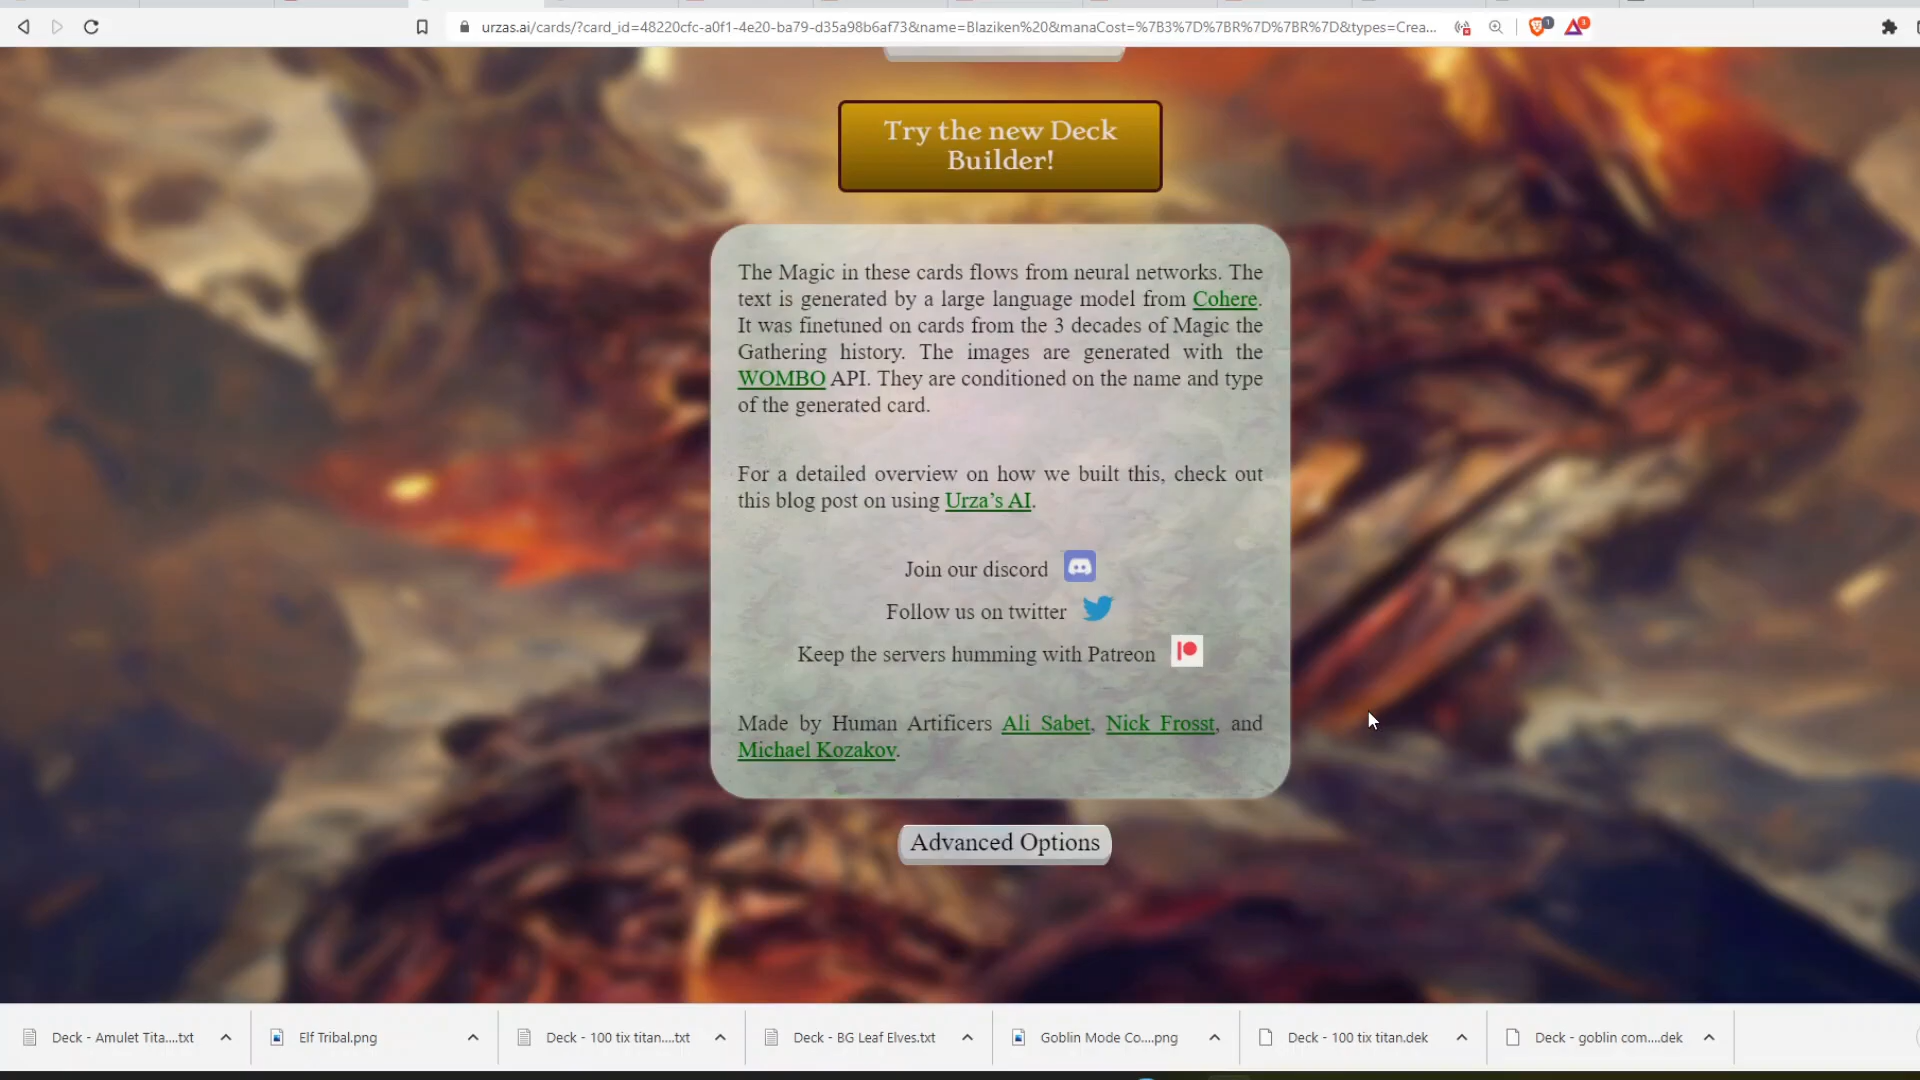 urzas.ai/cards/?card_id=48220cfc-a0f1-4e20-ba79-d35a98b6af73&name=Blaziken%20&manaCost=%7B3%7D%7BR%7D%7BR%7D&types=Crea...
1
3
Try the new Deck
Builder!
The Magic in these cards flows from neural networks. The
text is generated by a large language model from Cohere.
It was finetuned on cards from the 3 decades of Magic the
Gathering history. The images are generated with the
WOMBO API. They are conditioned on the name and type
of the generated card.
For a detailed overview on how we built this, check out
this blog post on using Urza’s AI.
Join our discord
Follow us on twitter
Keep the servers humming with Patreon
Made by Human Artificers Ali Sabet, Nick Frosst, and
Michael Kozakov.
Advanced Options
Deck - Amulet Tita....txt
Elf Tribal.png
Deck - 100 tix titan....txt
Deck - BG Leaf Elves.txt
Goblin Mode Co....png
Deck - 100 tix titan.dek
Deck - goblin com....dek